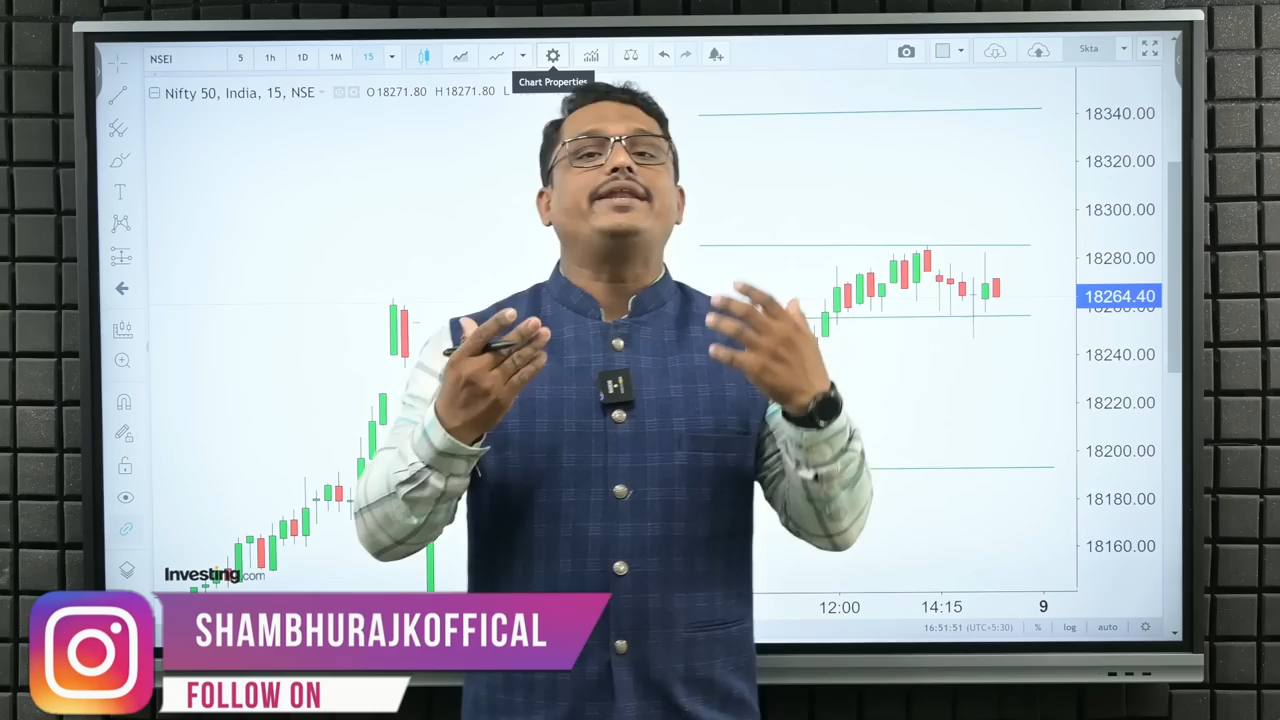 NSEI
5
1h
1D
1M
15
Skta
Chart Properties
Nifty 50, India, 15, NSE
O18271.80 H18271.80 L
18340.00
18320.00
18300.00
18280.00
18264.40
18240.00
18220.00
18200.00
18180.00
18160.00
Investing.com
12:00
14:15
9
16:51:51 (UTC+5:30)
%
log
auto
SHAMBHURAJKOFFICAL
FOLLOW ON